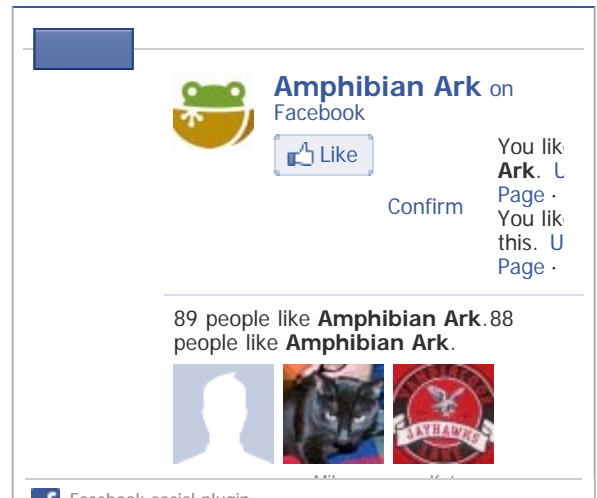 Amphibian Ark on
Facebook
Like
You lik
Ark. U
Page ·
Confirm
You lik
this. U
Page ·
89 people like Amphibian Ark.88
people like Amphibian Ark.
JAYHAWKS
Facebook social plugin